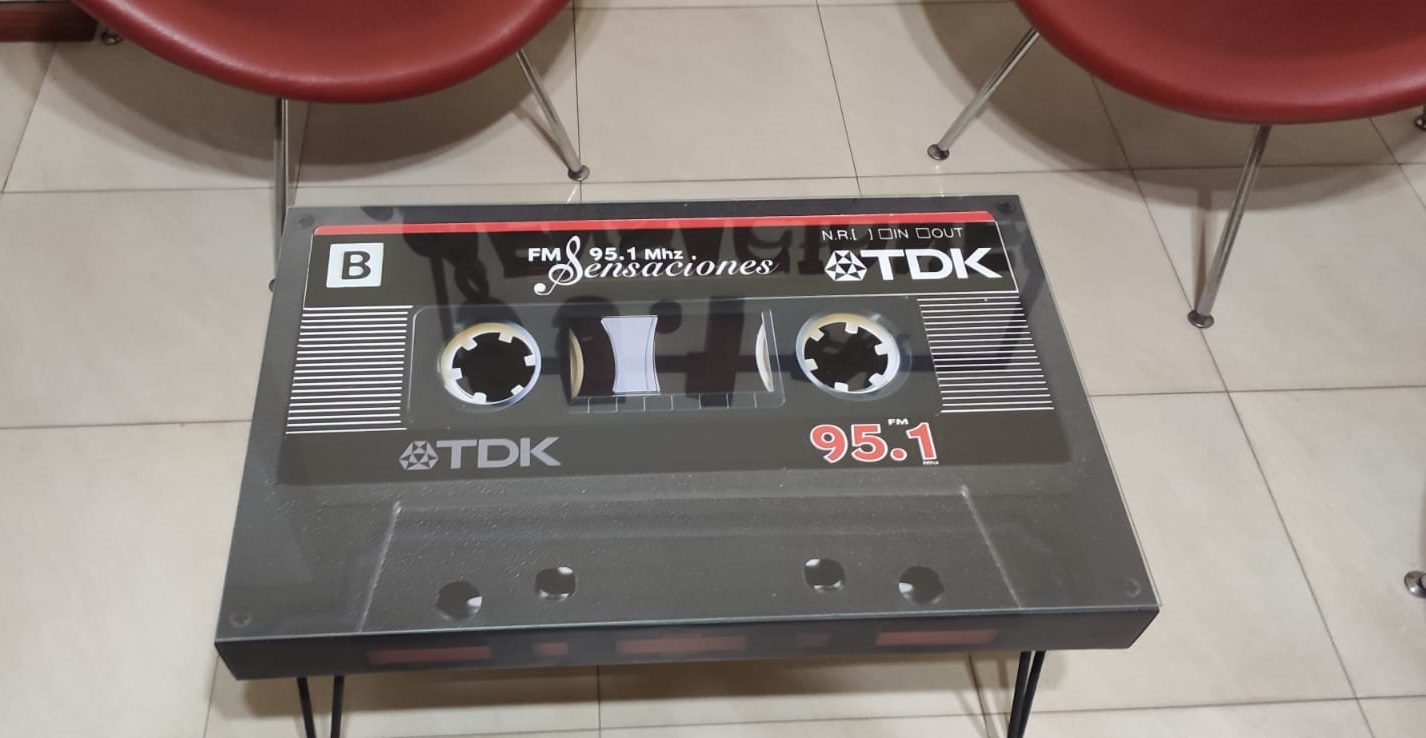 N.R.[ ] ☐IN ☐OUT
B
FM 95.1 Mhz
Sensaciones
TDK
TDK
FM
95.1
Mhz